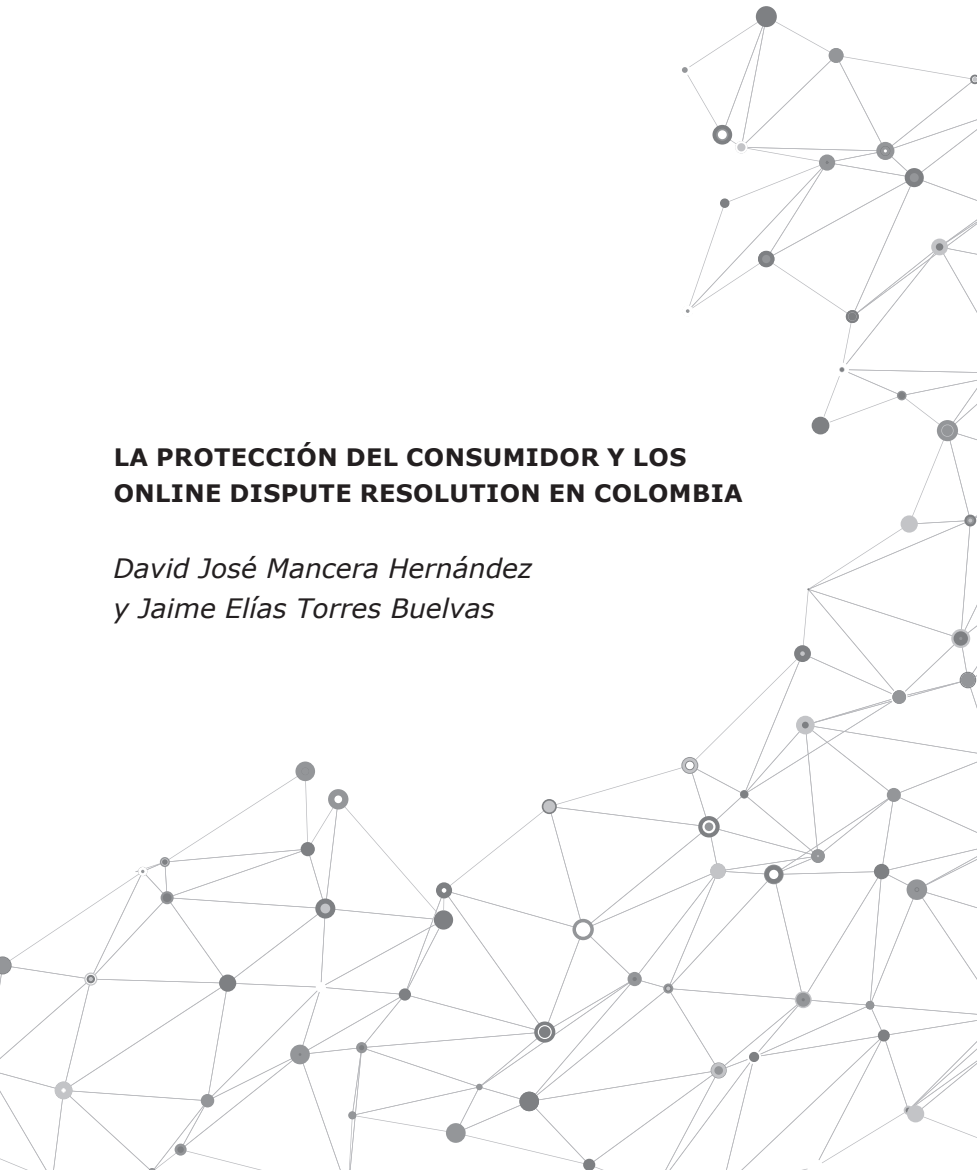 LA PROTECCIÓN DEL CONSUMIDOR Y LOS
ONLINE DISPUTE RESOLUTION EN COLOMBIA
David José Mancera Hernández
y Jaime Elías Torres Buelvas